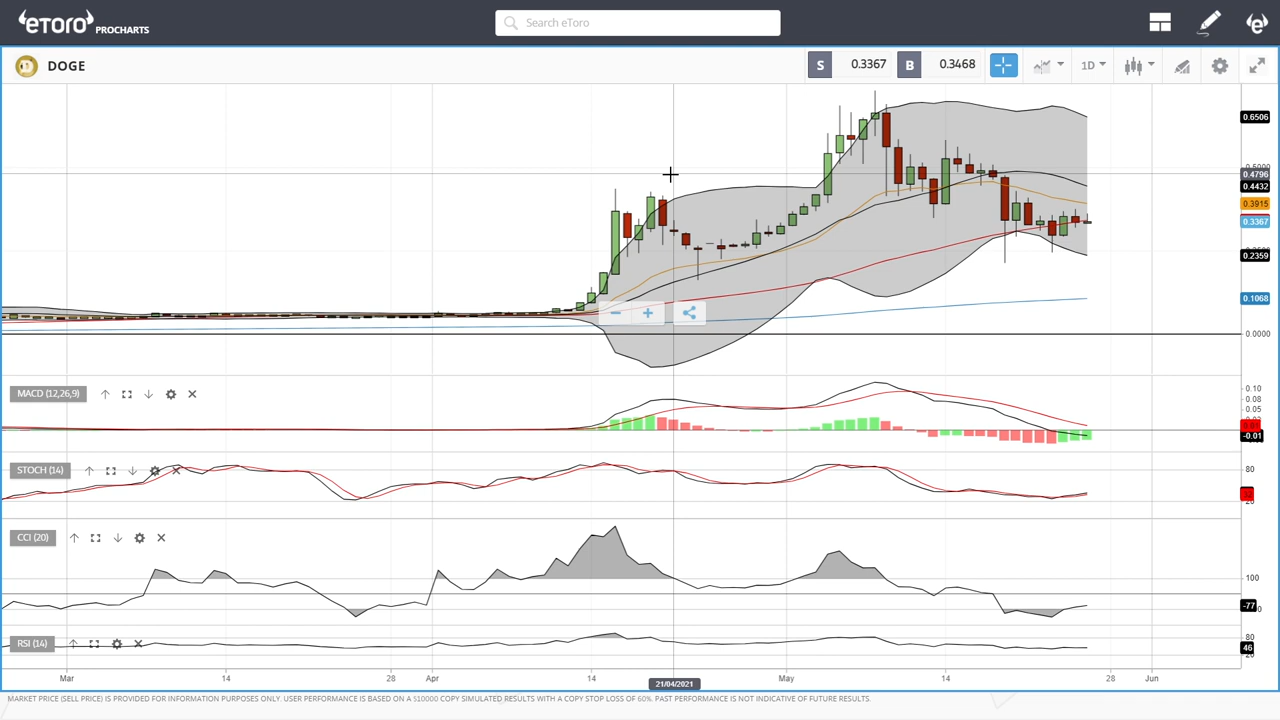 eToro PROCHARTS
Search eToro
DOGE
S 0.3367 B 0.3468
1D
0.6506
0.4796
0.4432
0.3915
0.3367
0.2359
0.1068
0.0000
MACD (12,26,9)
0.10
0.08
0.05
-0.01
STOCH (14)
80
CCI (20)
100
-77
RSI (14)
80
46
Mar 14 28 Apr 14 21/04/2021 May 14 28 Jun
MARKET PRICE (SELL PRICE) IS PROVIDED FOR INFORMATION PURPOSES ONLY. USER PERFORMANCE IS BASED ON A $10000 COPY SIMULATED RESULTS WITH A COPY STOP LOSS OF 60%. PAST PERFORMANCE IS NOT INDICATIVE OF FUTURE RESULTS.